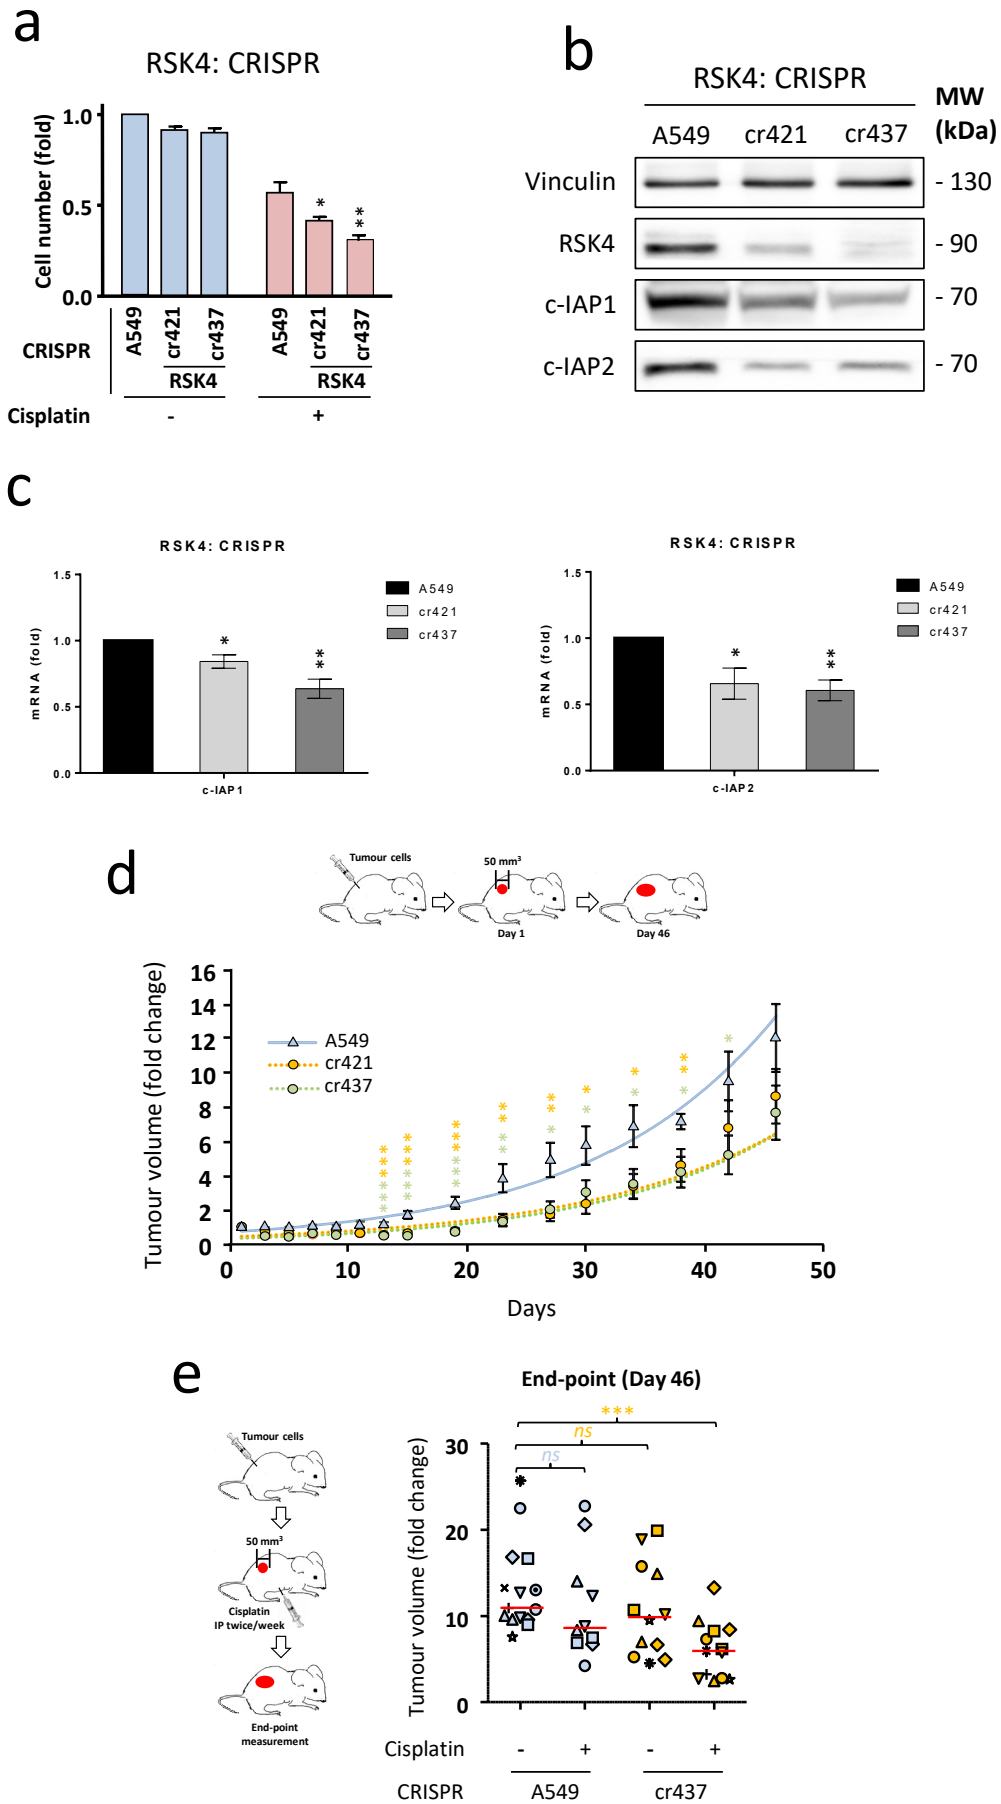 a
RSK4: CRISPR
Cell number (fold)
1.0
0.5
0.0
*
**
A549
cr421
cr437
A549
cr421
cr437
CRISPR
RSK4
RSK4
Cisplatin
-
+
b
RSK4: CRISPR
MW
(kDa)
A549 cr421 cr437
Vinculin - 130
RSK4 - 90
c-IAP1 - 70
c-IAP2 - 70
c
RSK4: CRISPR
mRNA (fold)
1.5
1.0
0.5
0.0
*
**
A549
cr421
cr437
c-IAP1
RSK4: CRISPR
mRNA (fold)
1.5
1.0
0.5
0.0
*
**
A549
cr421
cr437
c-IAP2
d
Tumour cells
50 mm³
Day 1
Day 46
Tumour volume (fold change)
16
14
12
10
8
6
4
2
0
A549
cr421
cr437
***
***
***
***
***
***
**
**
**
*
*
*
*
*
**
*
*
0 10 20 30 40 50
Days
e
Tumour cells
50 mm³
Cisplatin
IP twice/week
End-point
measurement
End-point (Day 46)
***
ns
ns
Tumour volume (fold change)
30
20
10
0
Cisplatin - + - +
CRISPR A549 cr437